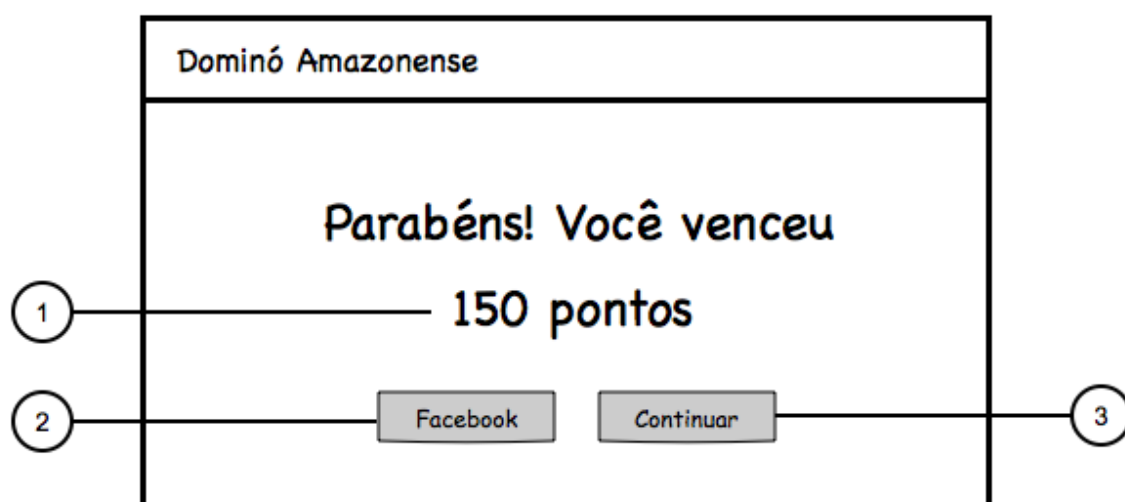 Dominó Amazonense
Parabéns! Você venceu
1
150 pontos
2
Facebook
Continuar
3